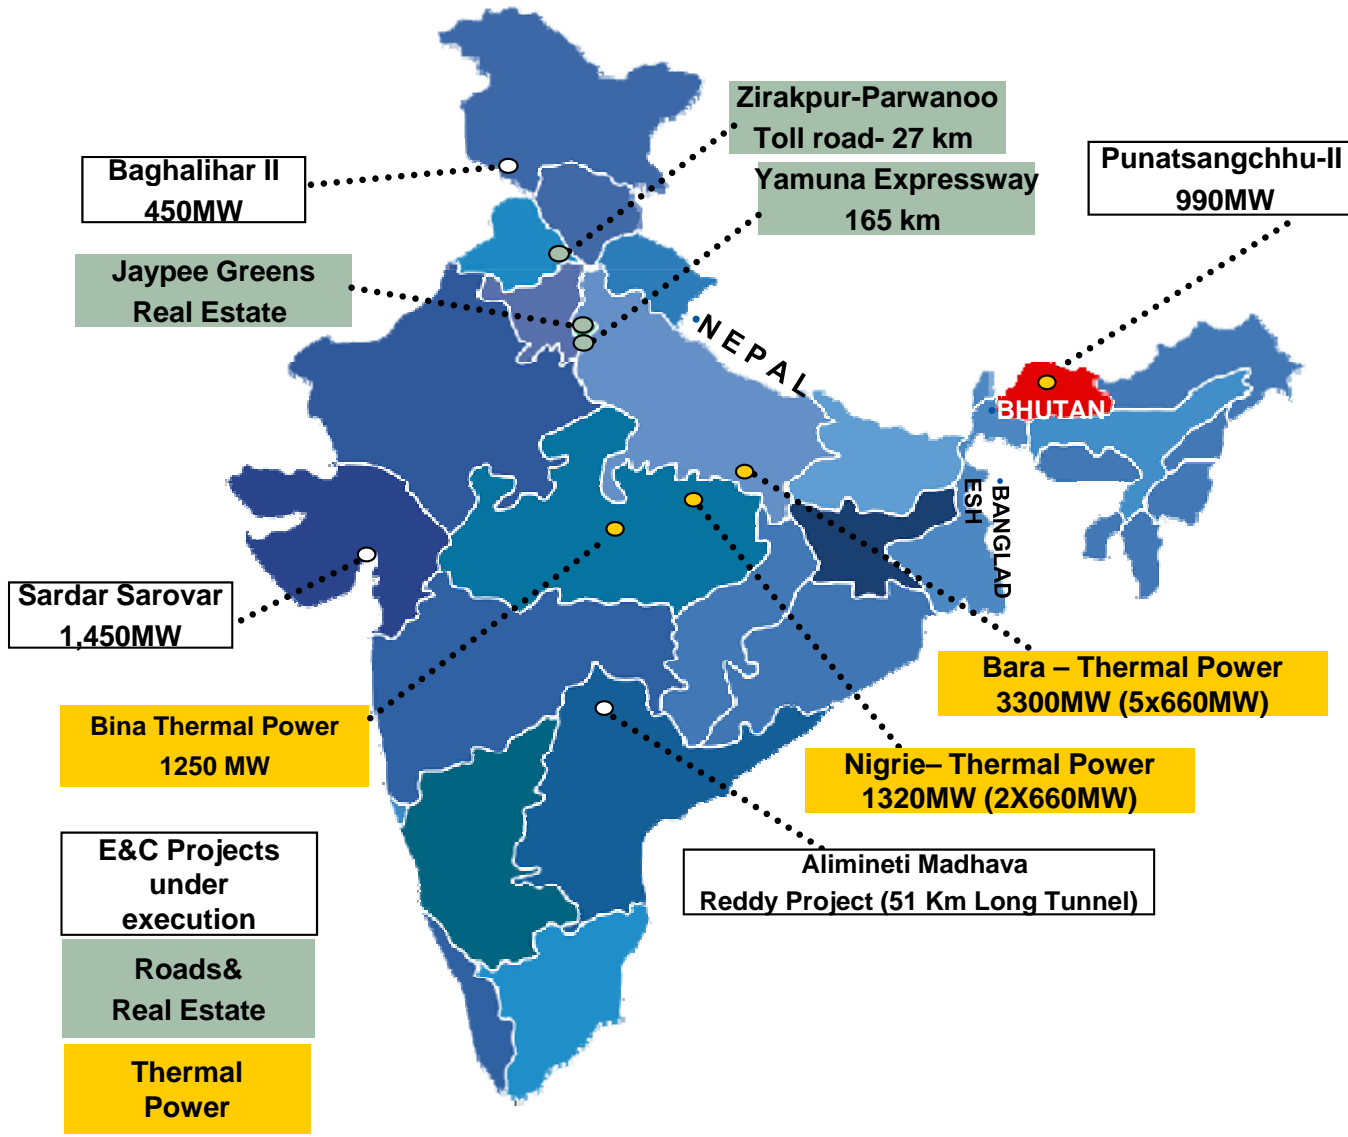 Zirakpur-Parwanoo
Toll road- 27 km
Yamuna Expressway
165 km
Punatsangchhu-II
990MW
Baghalihar II
450MW
Jaypee Greens
Real Estate
NEPAL
BHUTAN
BANGLAD
ESH
Sardar Sarovar
1,450MW
Bara – Thermal Power
3300MW (5x660MW)
Bina Thermal Power
1250 MW
Nigrie– Thermal Power
1320MW (2X660MW)
Alimineti Madhava
Reddy Project (51 Km Long Tunnel)
E&C Projects
under
execution
Roads&
Real Estate
Thermal
Power